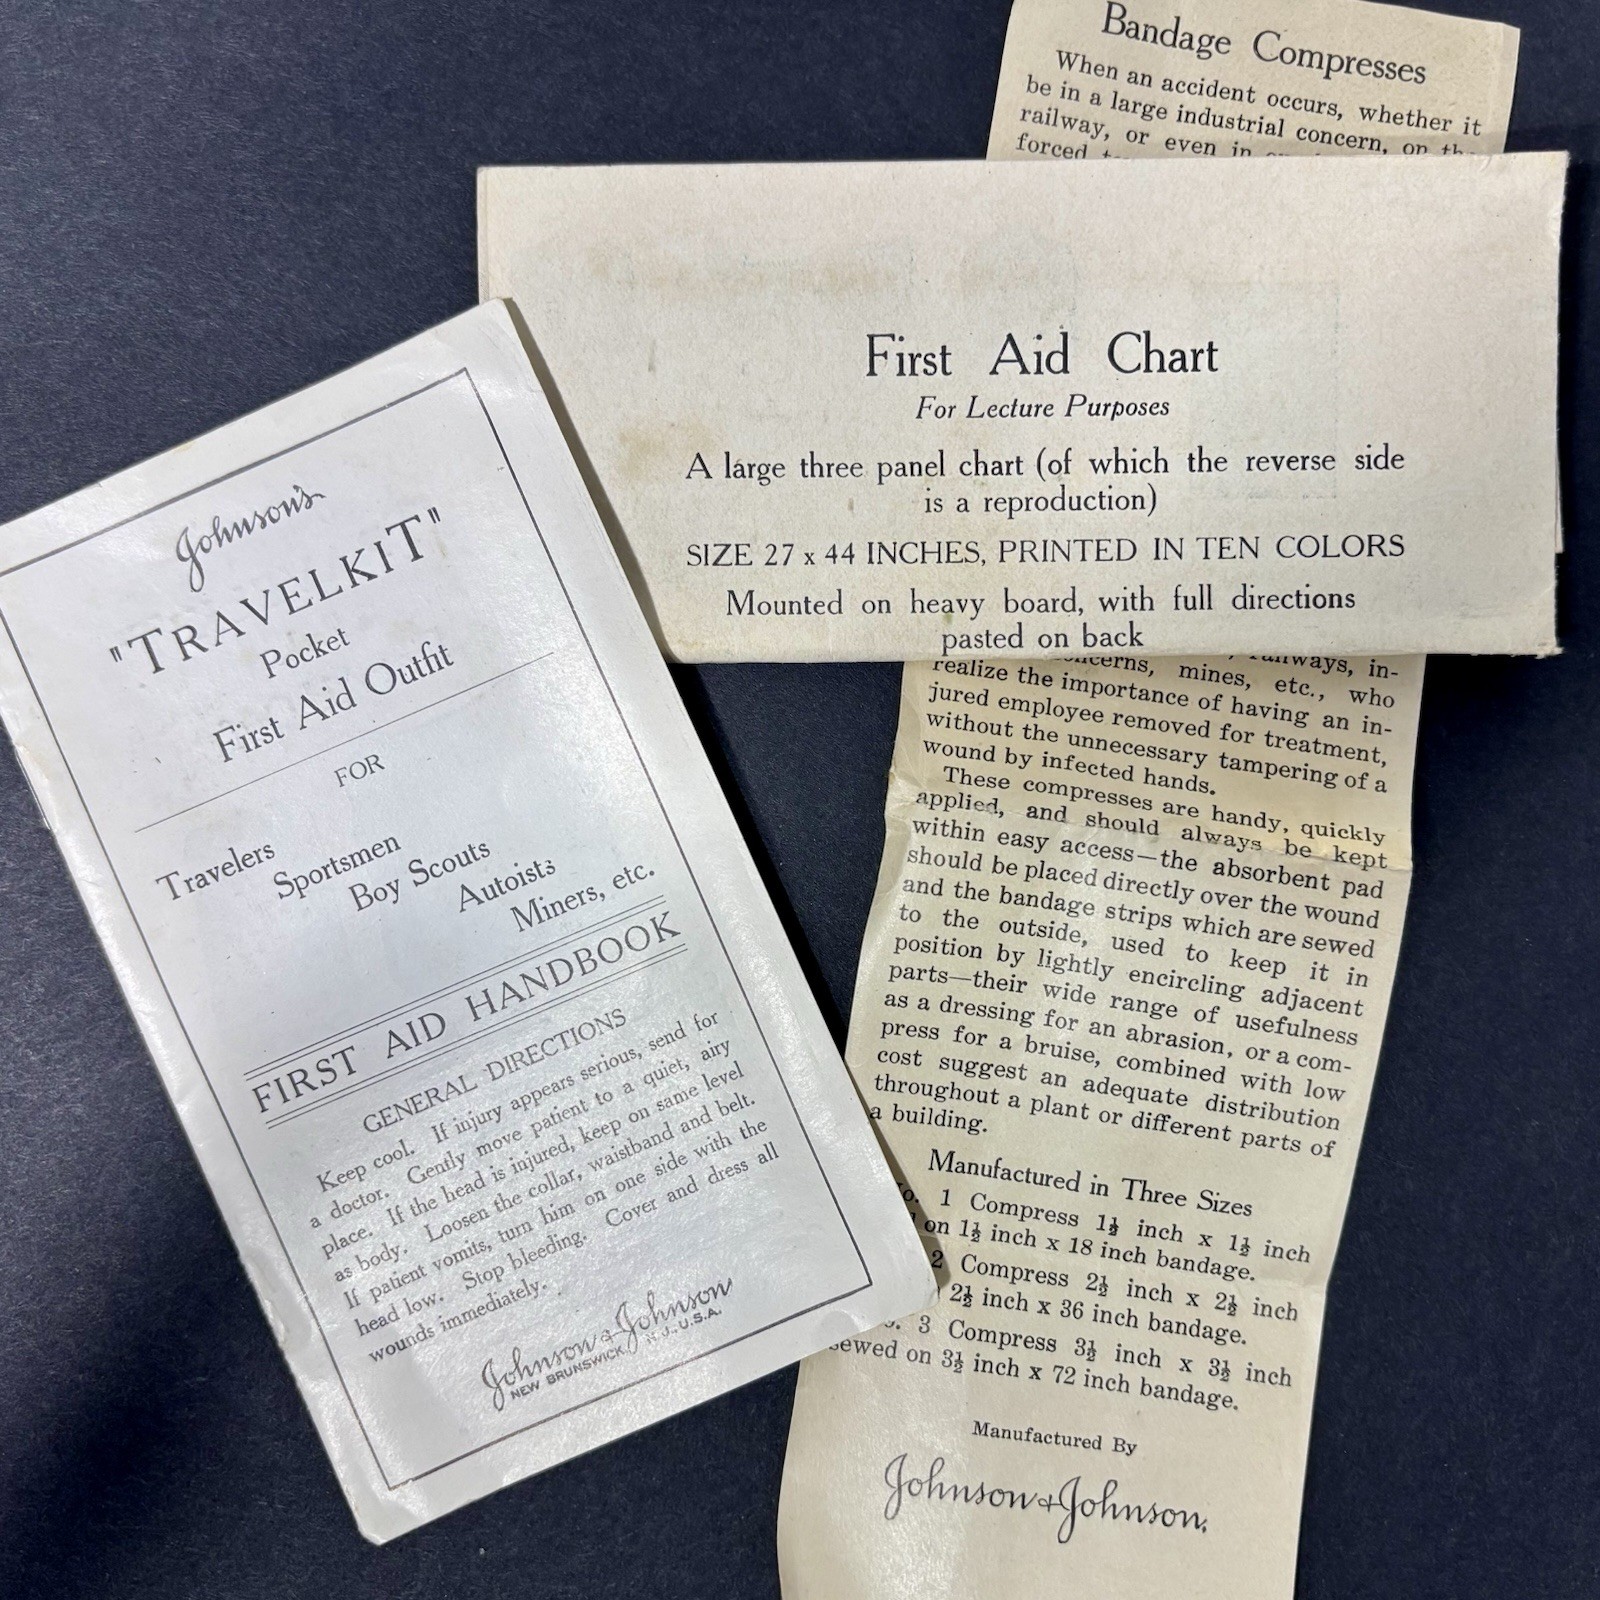 Johnson's
"TRAVELKIT"
Pocket
First Aid Outfit
FOR
Travelers
Sportsmen
Boy Scouts
Autoists
Miners, etc.
FIRST AID HANDBOOK
GENERAL DIRECTIONS
Keep cool. If injury appears serious, send for
a doctor. Gently move patient to a quiet, airy
place. If the head is injured, keep on same level
as body. Loosen the collar, waistband and belt.
If patient vomits, turn him on one side with the
head low. Stop bleeding. Cover and dress all
wounds immediately.
Johnson & Johnson
NEW BRUNSWICK, N.J., U.S.A.
Bandage Compresses
When an accident occurs, whether it
be in a large industrial concern, on the
railway, or even in
forced
First Aid Chart
For Lecture Purposes
A large three panel chart (of which the reverse side
is a reproduction)
SIZE 27 x 44 INCHES, PRINTED IN TEN COLORS
Mounted on heavy board, with full directions
pasted on back
railways, in-
concerns, mines, etc., who
realize the importance of having an in-
jured employee removed for treatment,
without the unnecessary tampering of a
wound by infected hands.
These compresses are handy, quickly
applied, and should always be kept
within easy access—the absorbent pad
should be placed directly over the wound
and the bandage strips which are sewed
to the outside, used to keep it in
position by lightly encircling adjacent
parts—their wide range of usefulness
as a dressing for an abrasion, or a com-
press for a bruise, combined with low
cost suggest an adequate distribution
throughout a plant or different parts of
a building.
Manufactured in Three Sizes
1 Compress 1½ inch x 1½ inch
on 1½ inch x 18 inch bandage.
2 Compress 2½ inch x 2½ inch
2½ inch x 36 inch bandage.
3 Compress 3½ inch x 3½ inch
sewed on 3½ inch x 72 inch bandage.
Manufactured By
Johnson & Johnson.